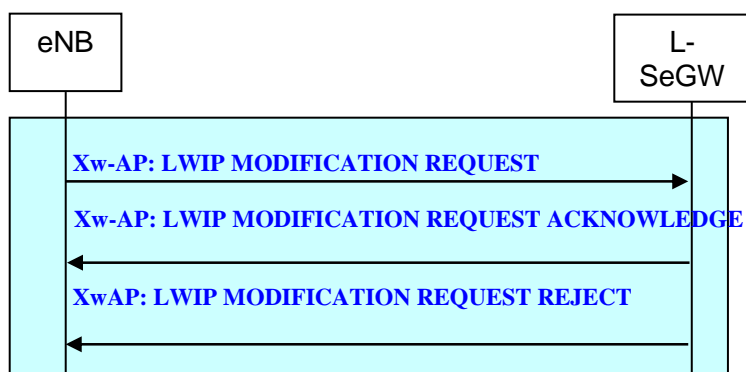 eNB
L-
SeGW
Xw-AP: LWIP MODIFICATION REQUEST
Xw-AP: LWIP MODIFICATION REQUEST ACKNOWLEDGE
XwAP: LWIP MODIFICATION REQUEST REJECT